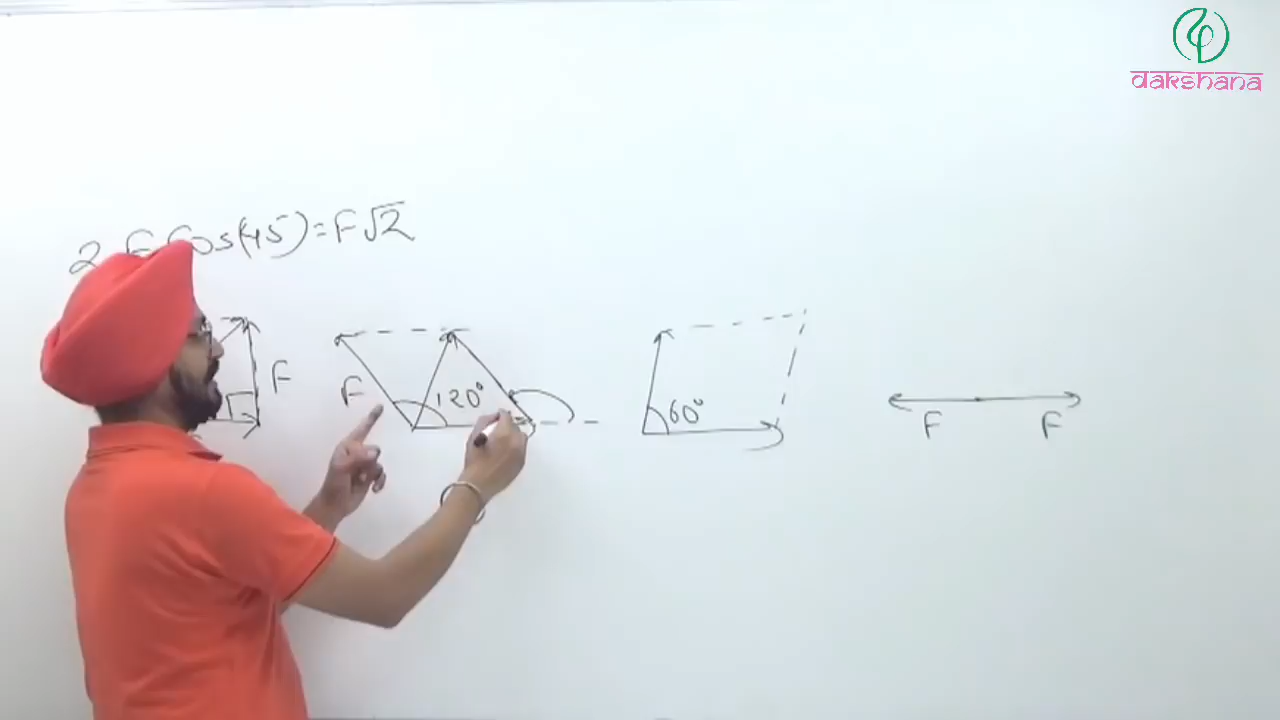 dakshana
2 F Cos(45) = F√2
F
F
120°
60°
F
F